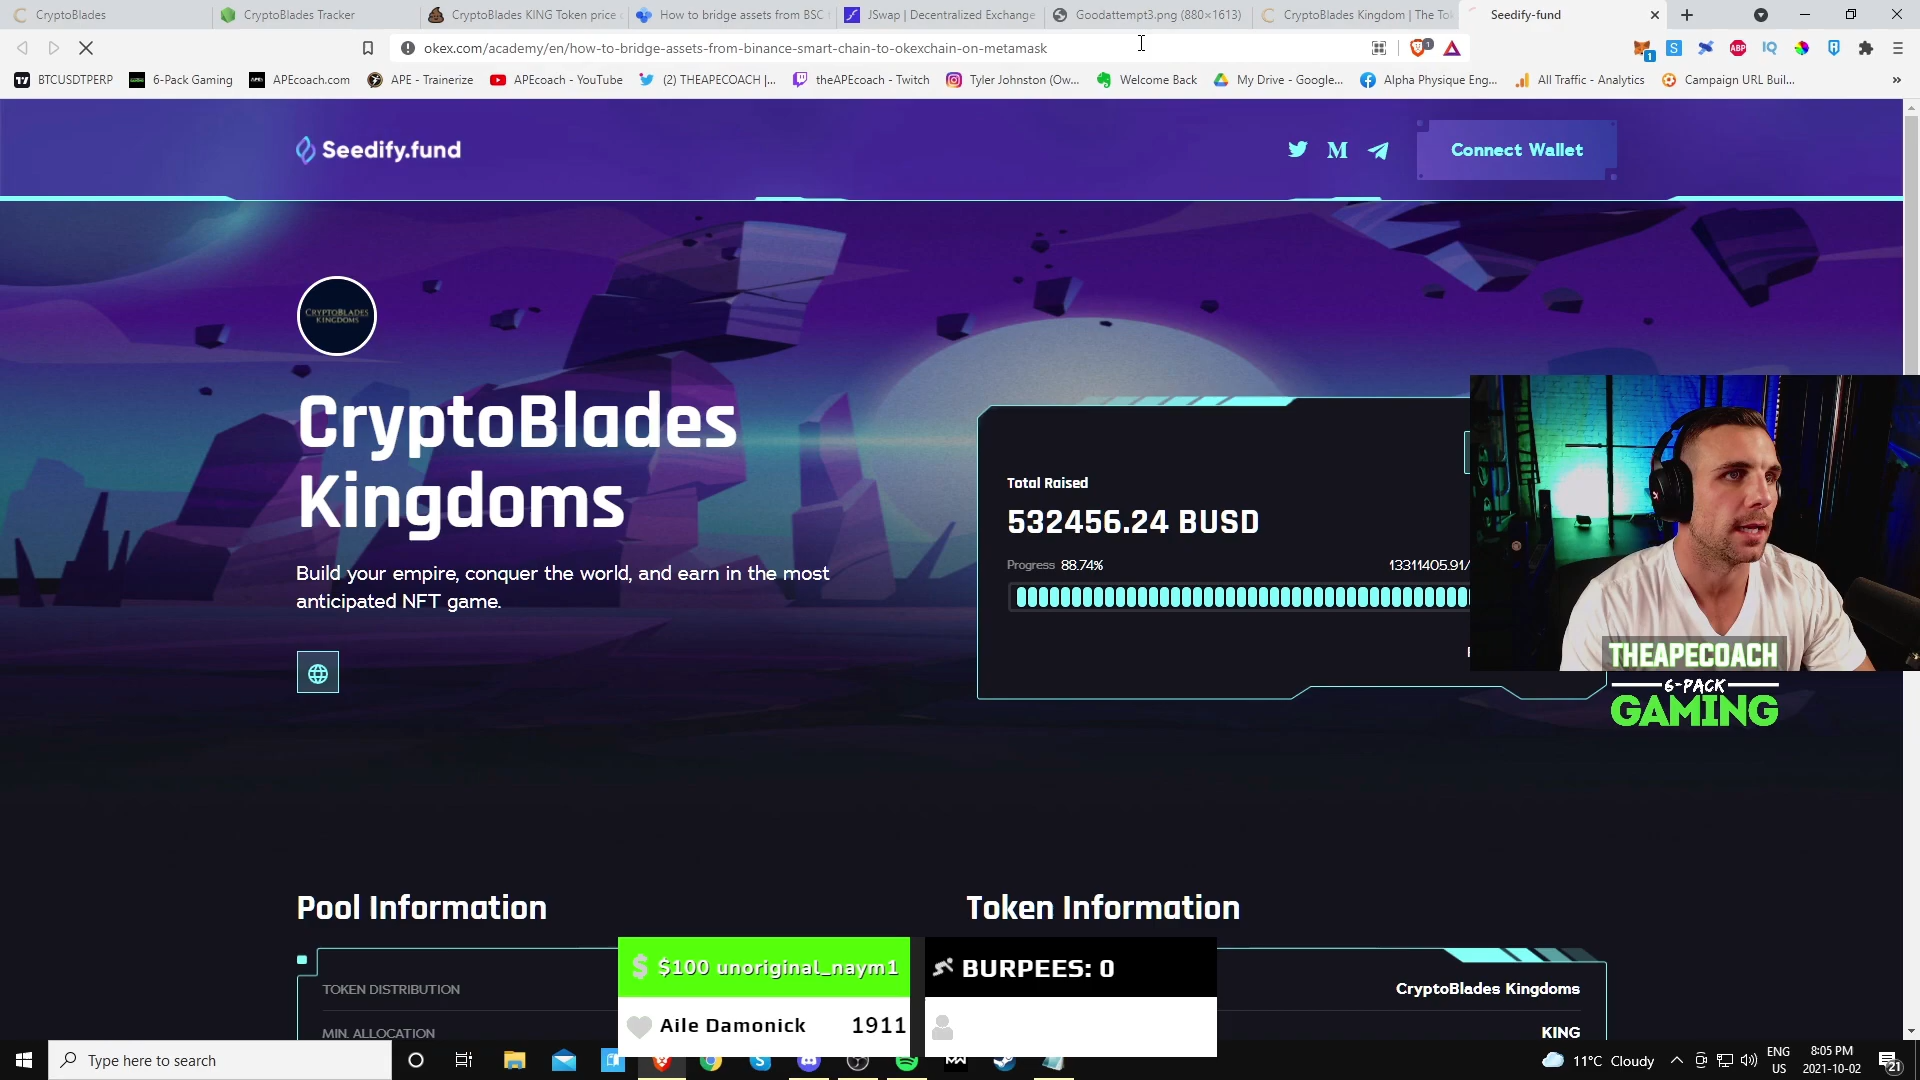 CryptoBlades
CryptoBlades Tracker
CryptoBlades KING Token price c
How to bridge assets from BSC t
JSwap | Decentralized Exchange
Goodattempt3.png (880×1613)
CryptoBlades Kingdom | The Tok
Seedify-fund
okex.com/academy/en/how-to-bridge-assets-from-binance-smart-chain-to-okexchain-on-metamask
BTCUSDTPERP
6-Pack Gaming
APEcoach.com
APE - Trainerize
APEcoach - YouTube
(2) THEAPECOACH |...
theAPEcoach - Twitch
Tyler Johnston (Ow...
Welcome Back
My Drive - Google...
Alpha Physique Eng...
All Traffic - Analytics
Campaign URL Buil...
Seedify.fund
Connect Wallet
CRYPTOBLADES
KINGDOMS
CryptoBlades
Kingdoms
Build your empire, conquer the world, and earn in the most
anticipated NFT game.
Total Raised
532456.24 BUSD
Progress 88.74%
13311405.91/
THEAPECOACH
6-PACK
GAMING
Pool Information
Token Information
TOKEN DISTRIBUTION
CryptoBlades Kingdoms
MIN. ALLOCATION
KING
$100 unoriginal_naym1
BURPEES: 0
Aile Damonick 1911
Type here to search
11°C Cloudy
ENG
US
8:05 PM
2021-10-02
21